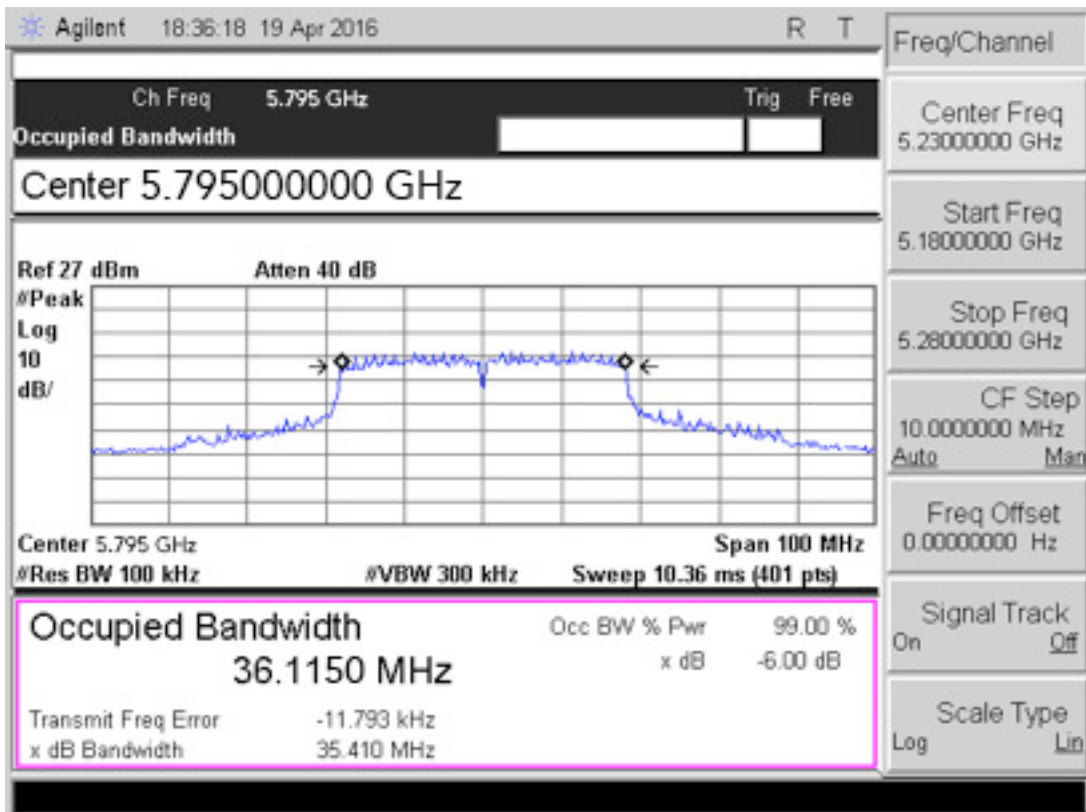 Agilent 18:36:18 19 Apr 2016 R T
Freq/Channel
Ch Freq 5.795 GHz Trig Free
Occupied Bandwidth
Center 5.795000000 GHz
Center Freq
5.23000000 GHz
Start Freq
5.18000000 GHz
Stop Freq
5.28000000 GHz
CF Step
10.0000000 MHz
Auto Man
Freq Offset
0.00000000 Hz
Signal Track
On Off
Scale Type
Log Lin
Ref 27 dBm Atten 40 dB
#Peak
Log
10
dB/
Center 5.795 GHz Span 100 MHz
#Res BW 100 kHz #VBW 300 kHz Sweep 10.36 ms (401 pts)
Occupied Bandwidth Occ BW % Pwr 99.00 %
36.1150 MHz x dB -6.00 dB
Transmit Freq Error -11.793 kHz
x dB Bandwidth 35.410 MHz